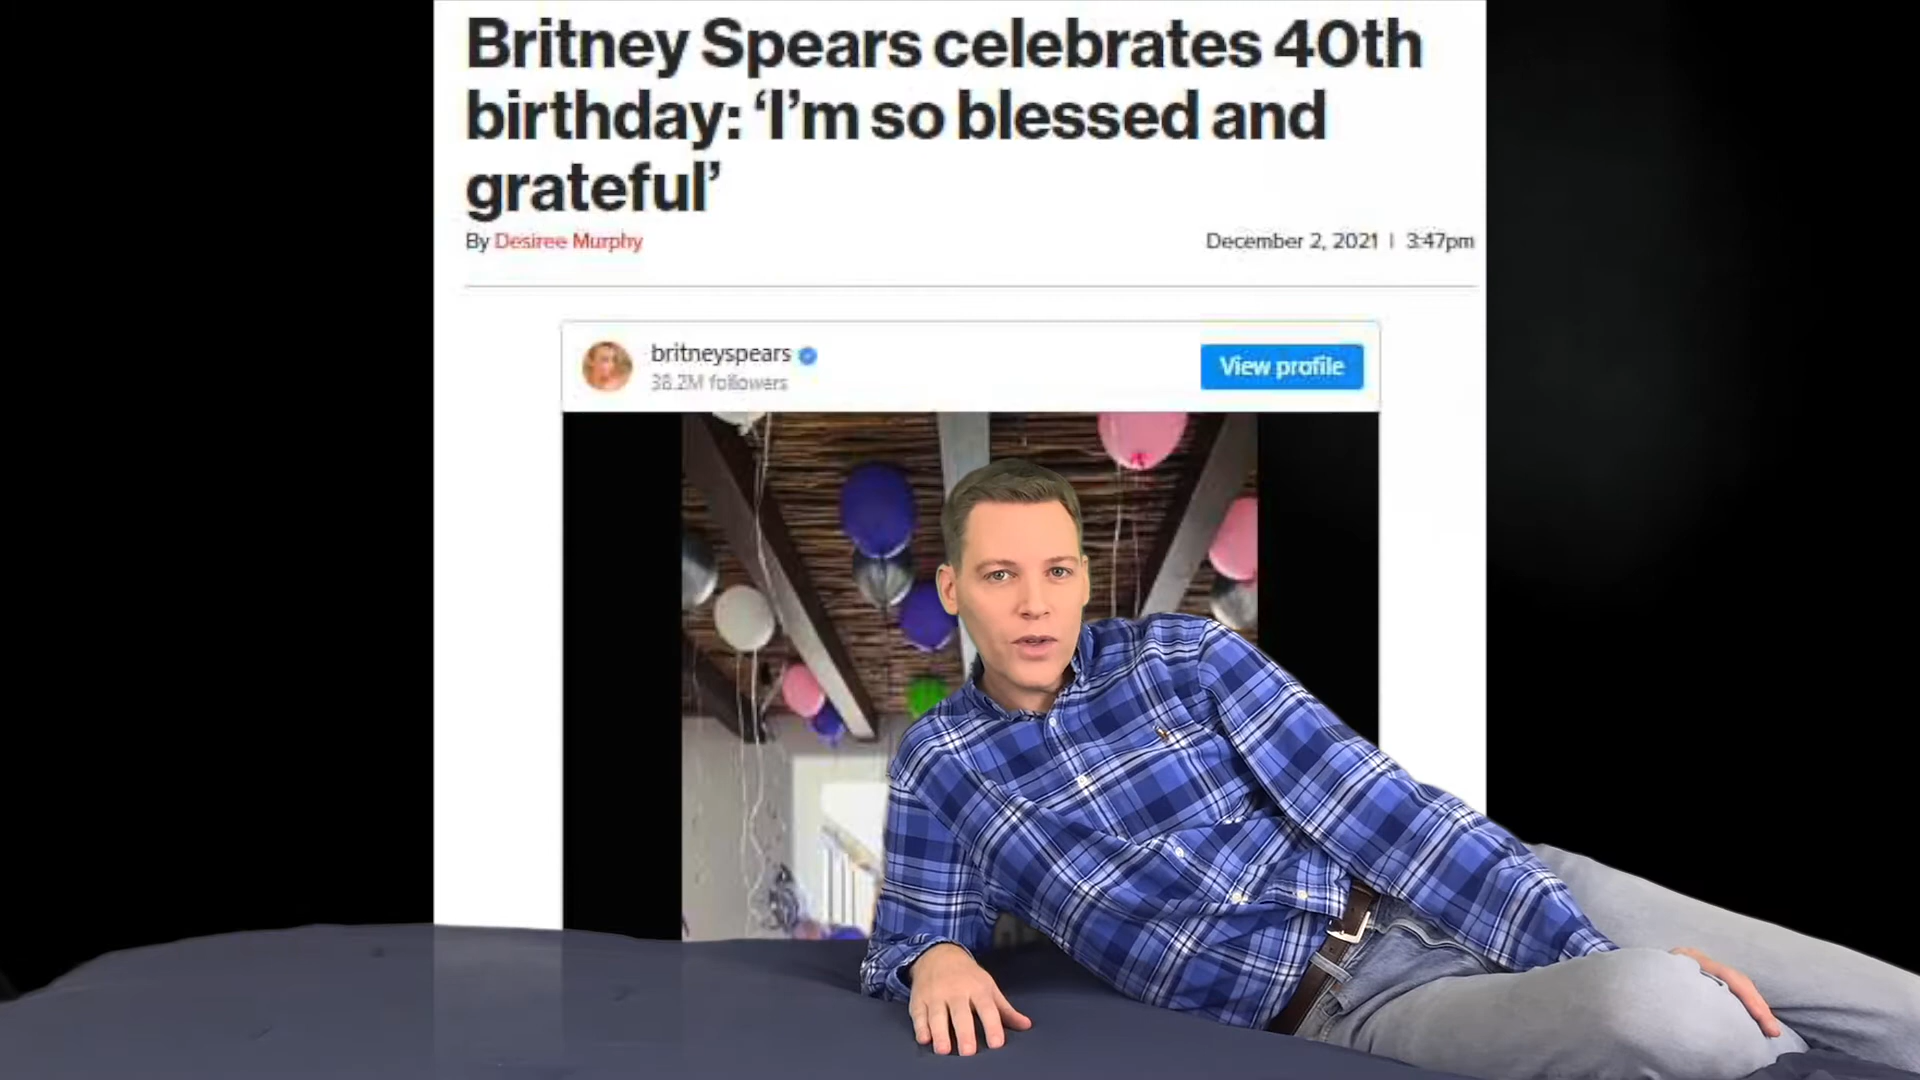 Britney Spears celebrates 40th
birthday: ‘I’m so blessed and
grateful’
By Desiree Murphy
December 2, 2021 | 3:47pm
britneyspears
38.2M followers
View profile